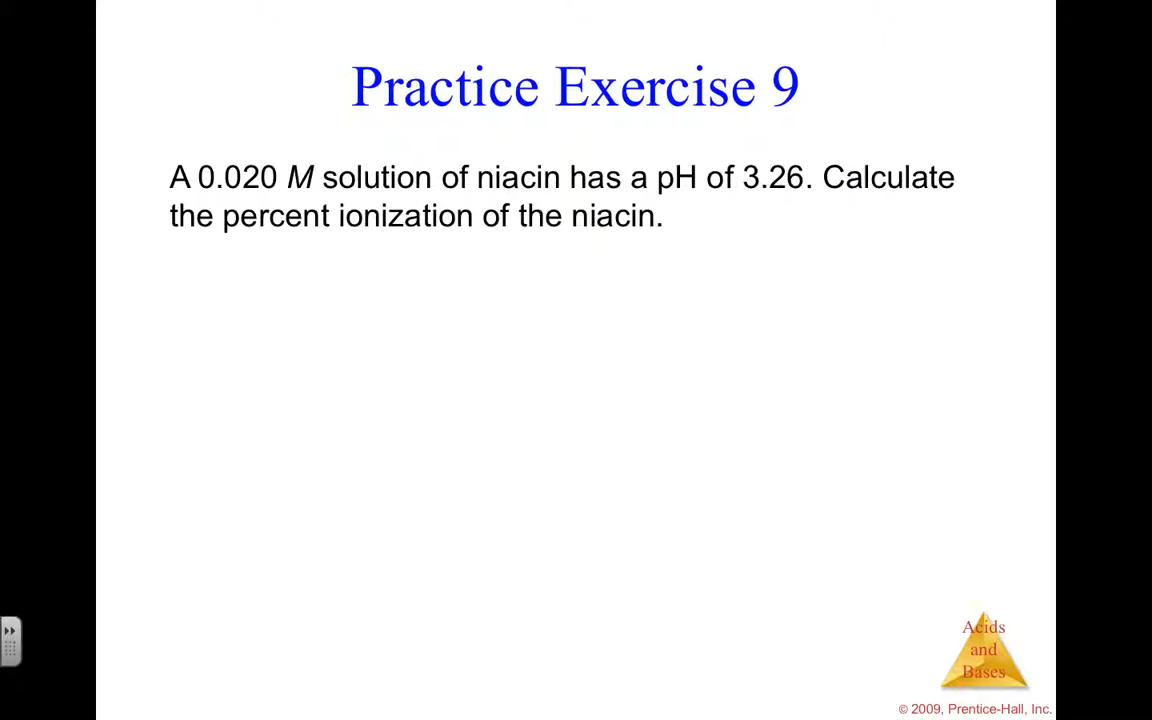 Practice Exercise 9
A 0.020 M solution of niacin has a pH of 3.26. Calculate
the percent ionization of the niacin.
Acids
and
Bases
© 2009, Prentice-Hall, Inc.